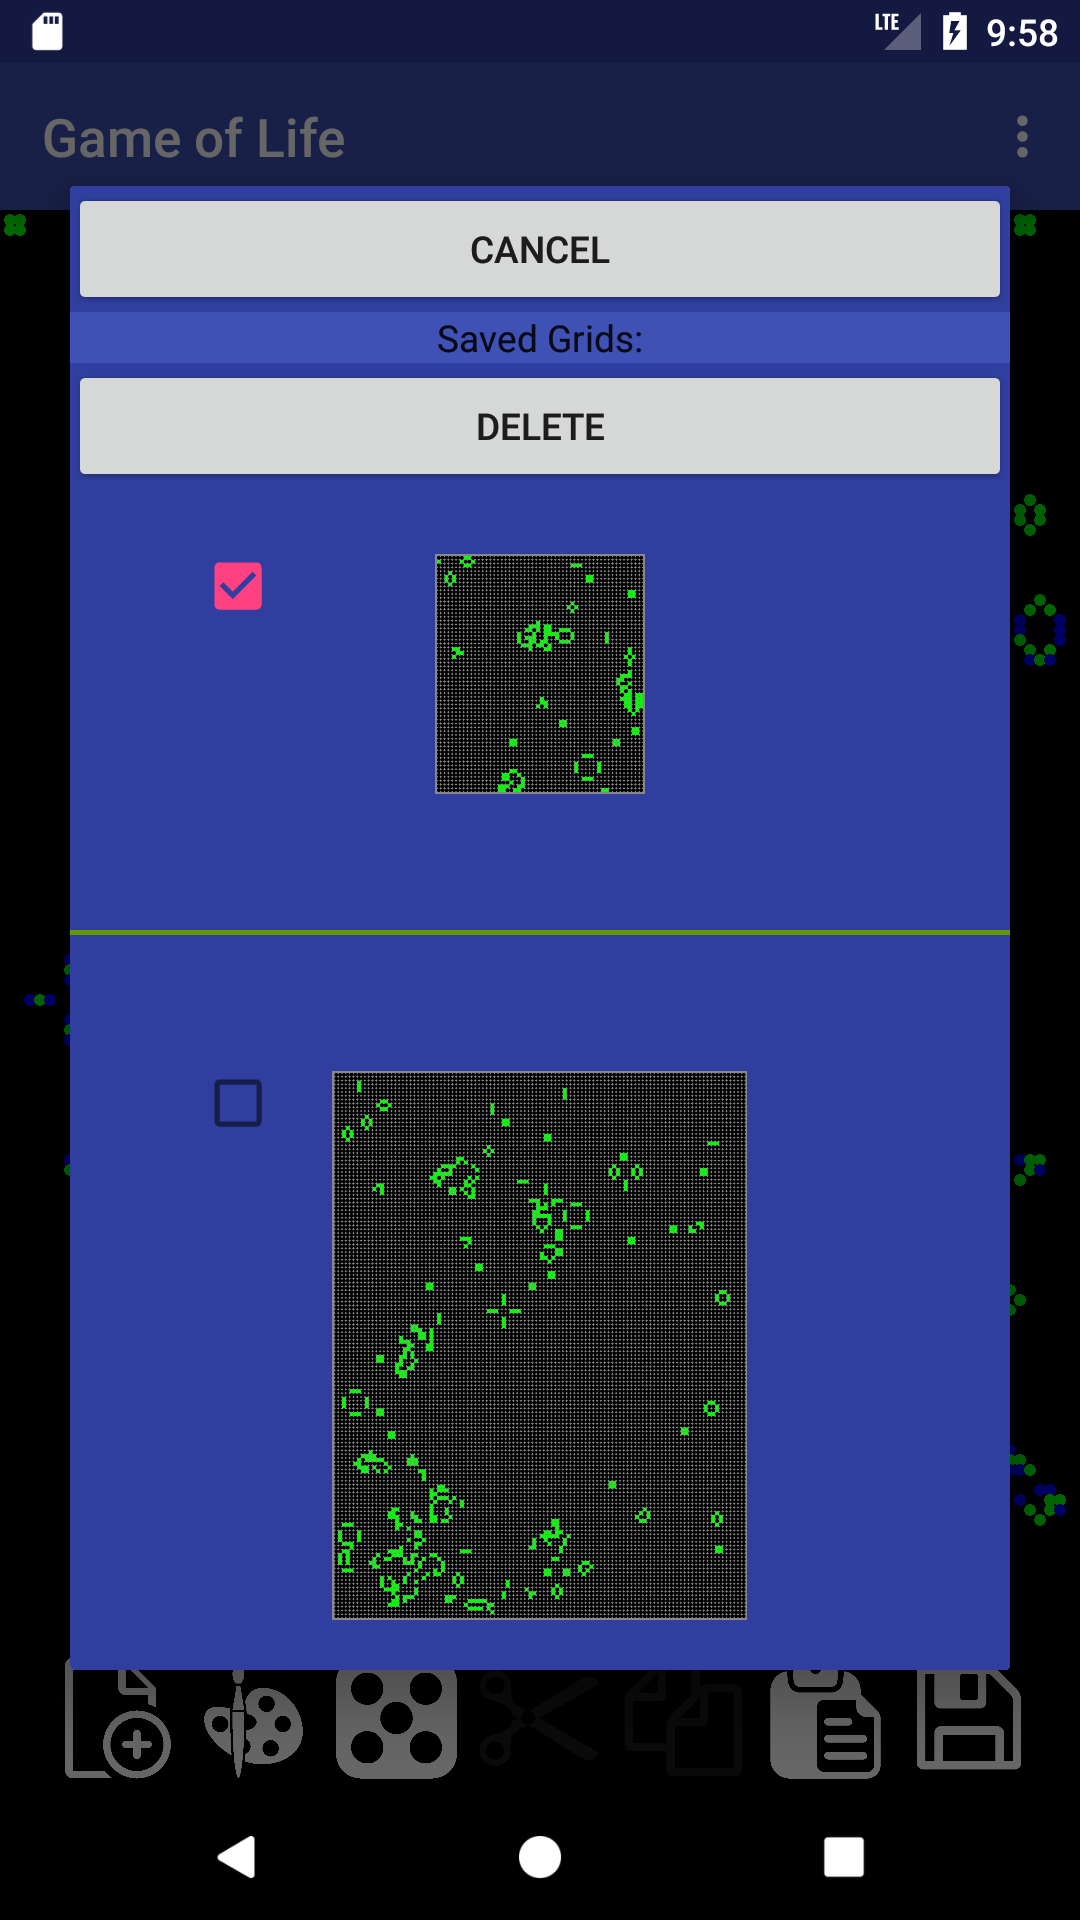 LTE 9:58
Game of Life
CANCEL
Saved Grids:
DELETE